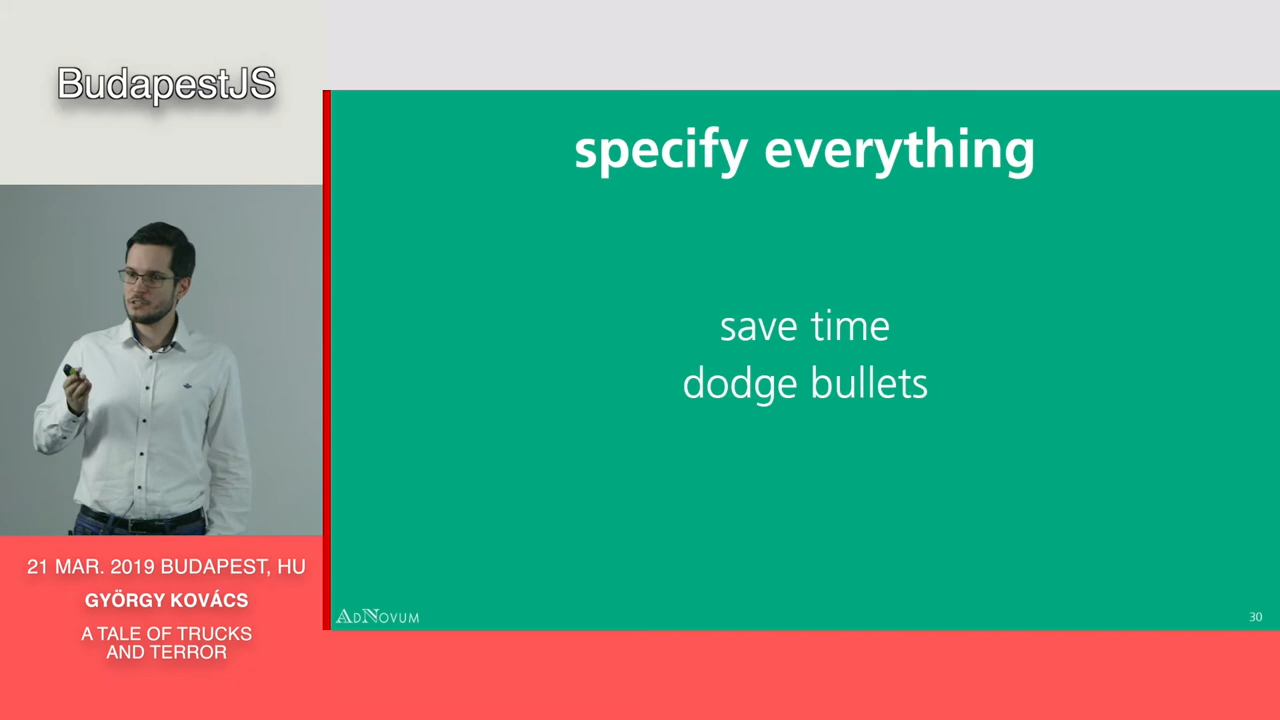 BudapestJS
specify everything
save time
dodge bullets
21 MAR. 2019 BUDAPEST, HU
GYÖRGY KOVÁCS
A TALE OF TRUCKS
AND TERROR
ADNOVUM
30